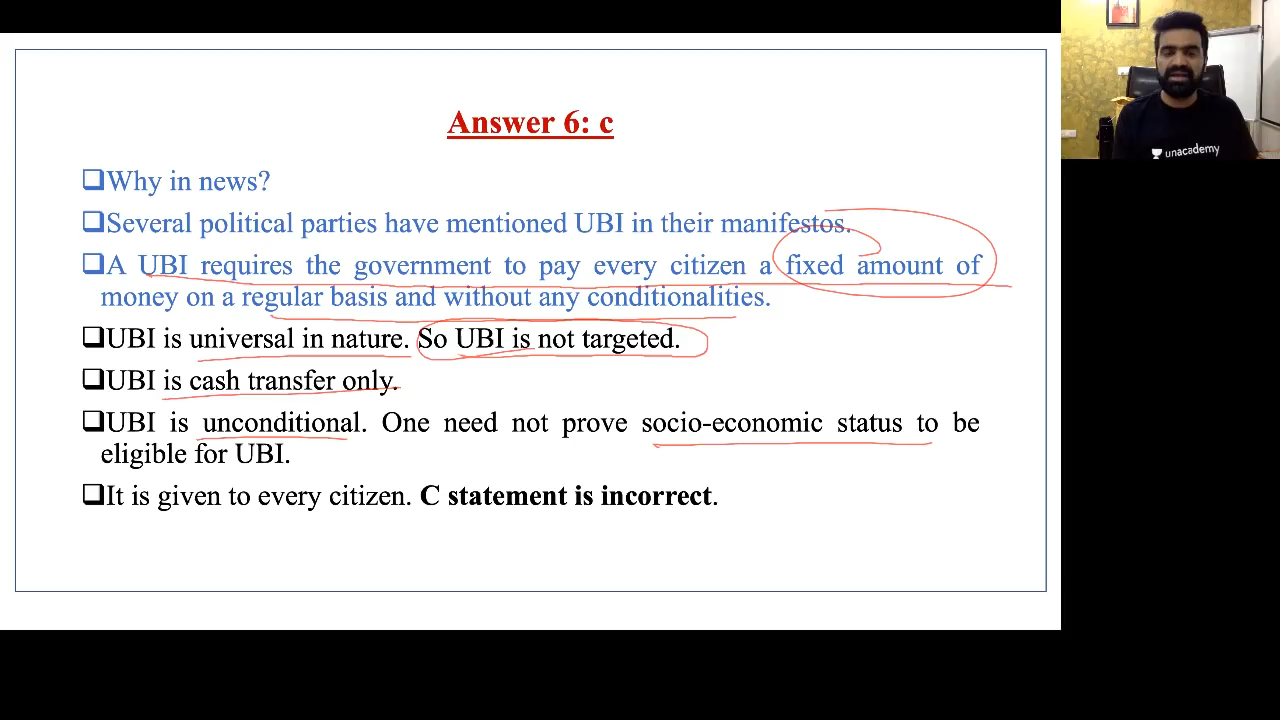 Answer 6: c
❑Why in news?
❑Several political parties have mentioned UBI in their manifestos.
❑A UBI requires the government to pay every citizen a fixed amount of
money on a regular basis and without any conditionalities.
❑UBI is universal in nature. So UBI is not targeted.
❑UBI is cash transfer only.
❑UBI is unconditional. One need not prove socio-economic status to be
eligible for UBI.
❑It is given to every citizen. C statement is incorrect.
unacademy